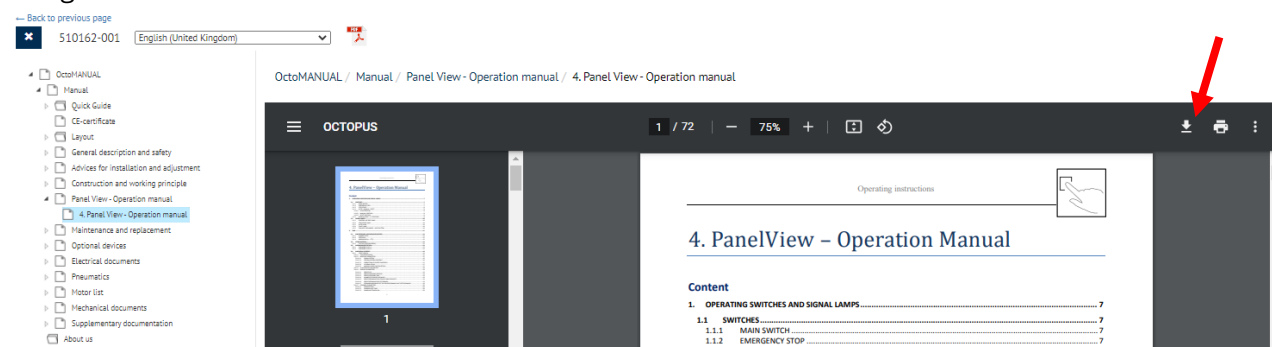 ← Back to previous page
510162-001 English (United Kingdom)
OctoMANUAL
Manual
Quick Guide
CE-certificate
Layout
General description and safety
Advices for installation and adjustment
Construction and working principle
Panel View - Operation manual
4. Panel View - Operation manual
Maintenance and replacement
Optional devices
Electrical documents
Pneumatics
Motor list
Mechanical documents
Supplementary documentation
About us
OctoMANUAL / Manual / Panel View - Operation manual / 4. Panel View - Operation manual
OCTOPUS
1 / 72 75%
1
Operating instructions
4. PanelView – Operation Manual
Content
1. OPERATING SWITCHES AND SIGNAL LAMPS 7
1.1 SWITCHES 7
1.1.1 MAIN SWITCH 7
1.1.2 EMERGENCY STOP 7